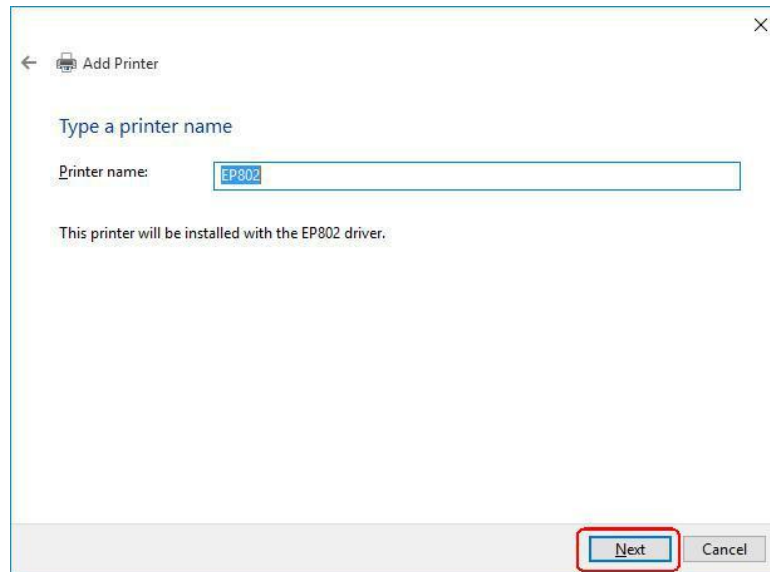 Add Printer
Type a printer name
Printer name: EP802
This printer will be installed with the EP802 driver.
Next Cancel